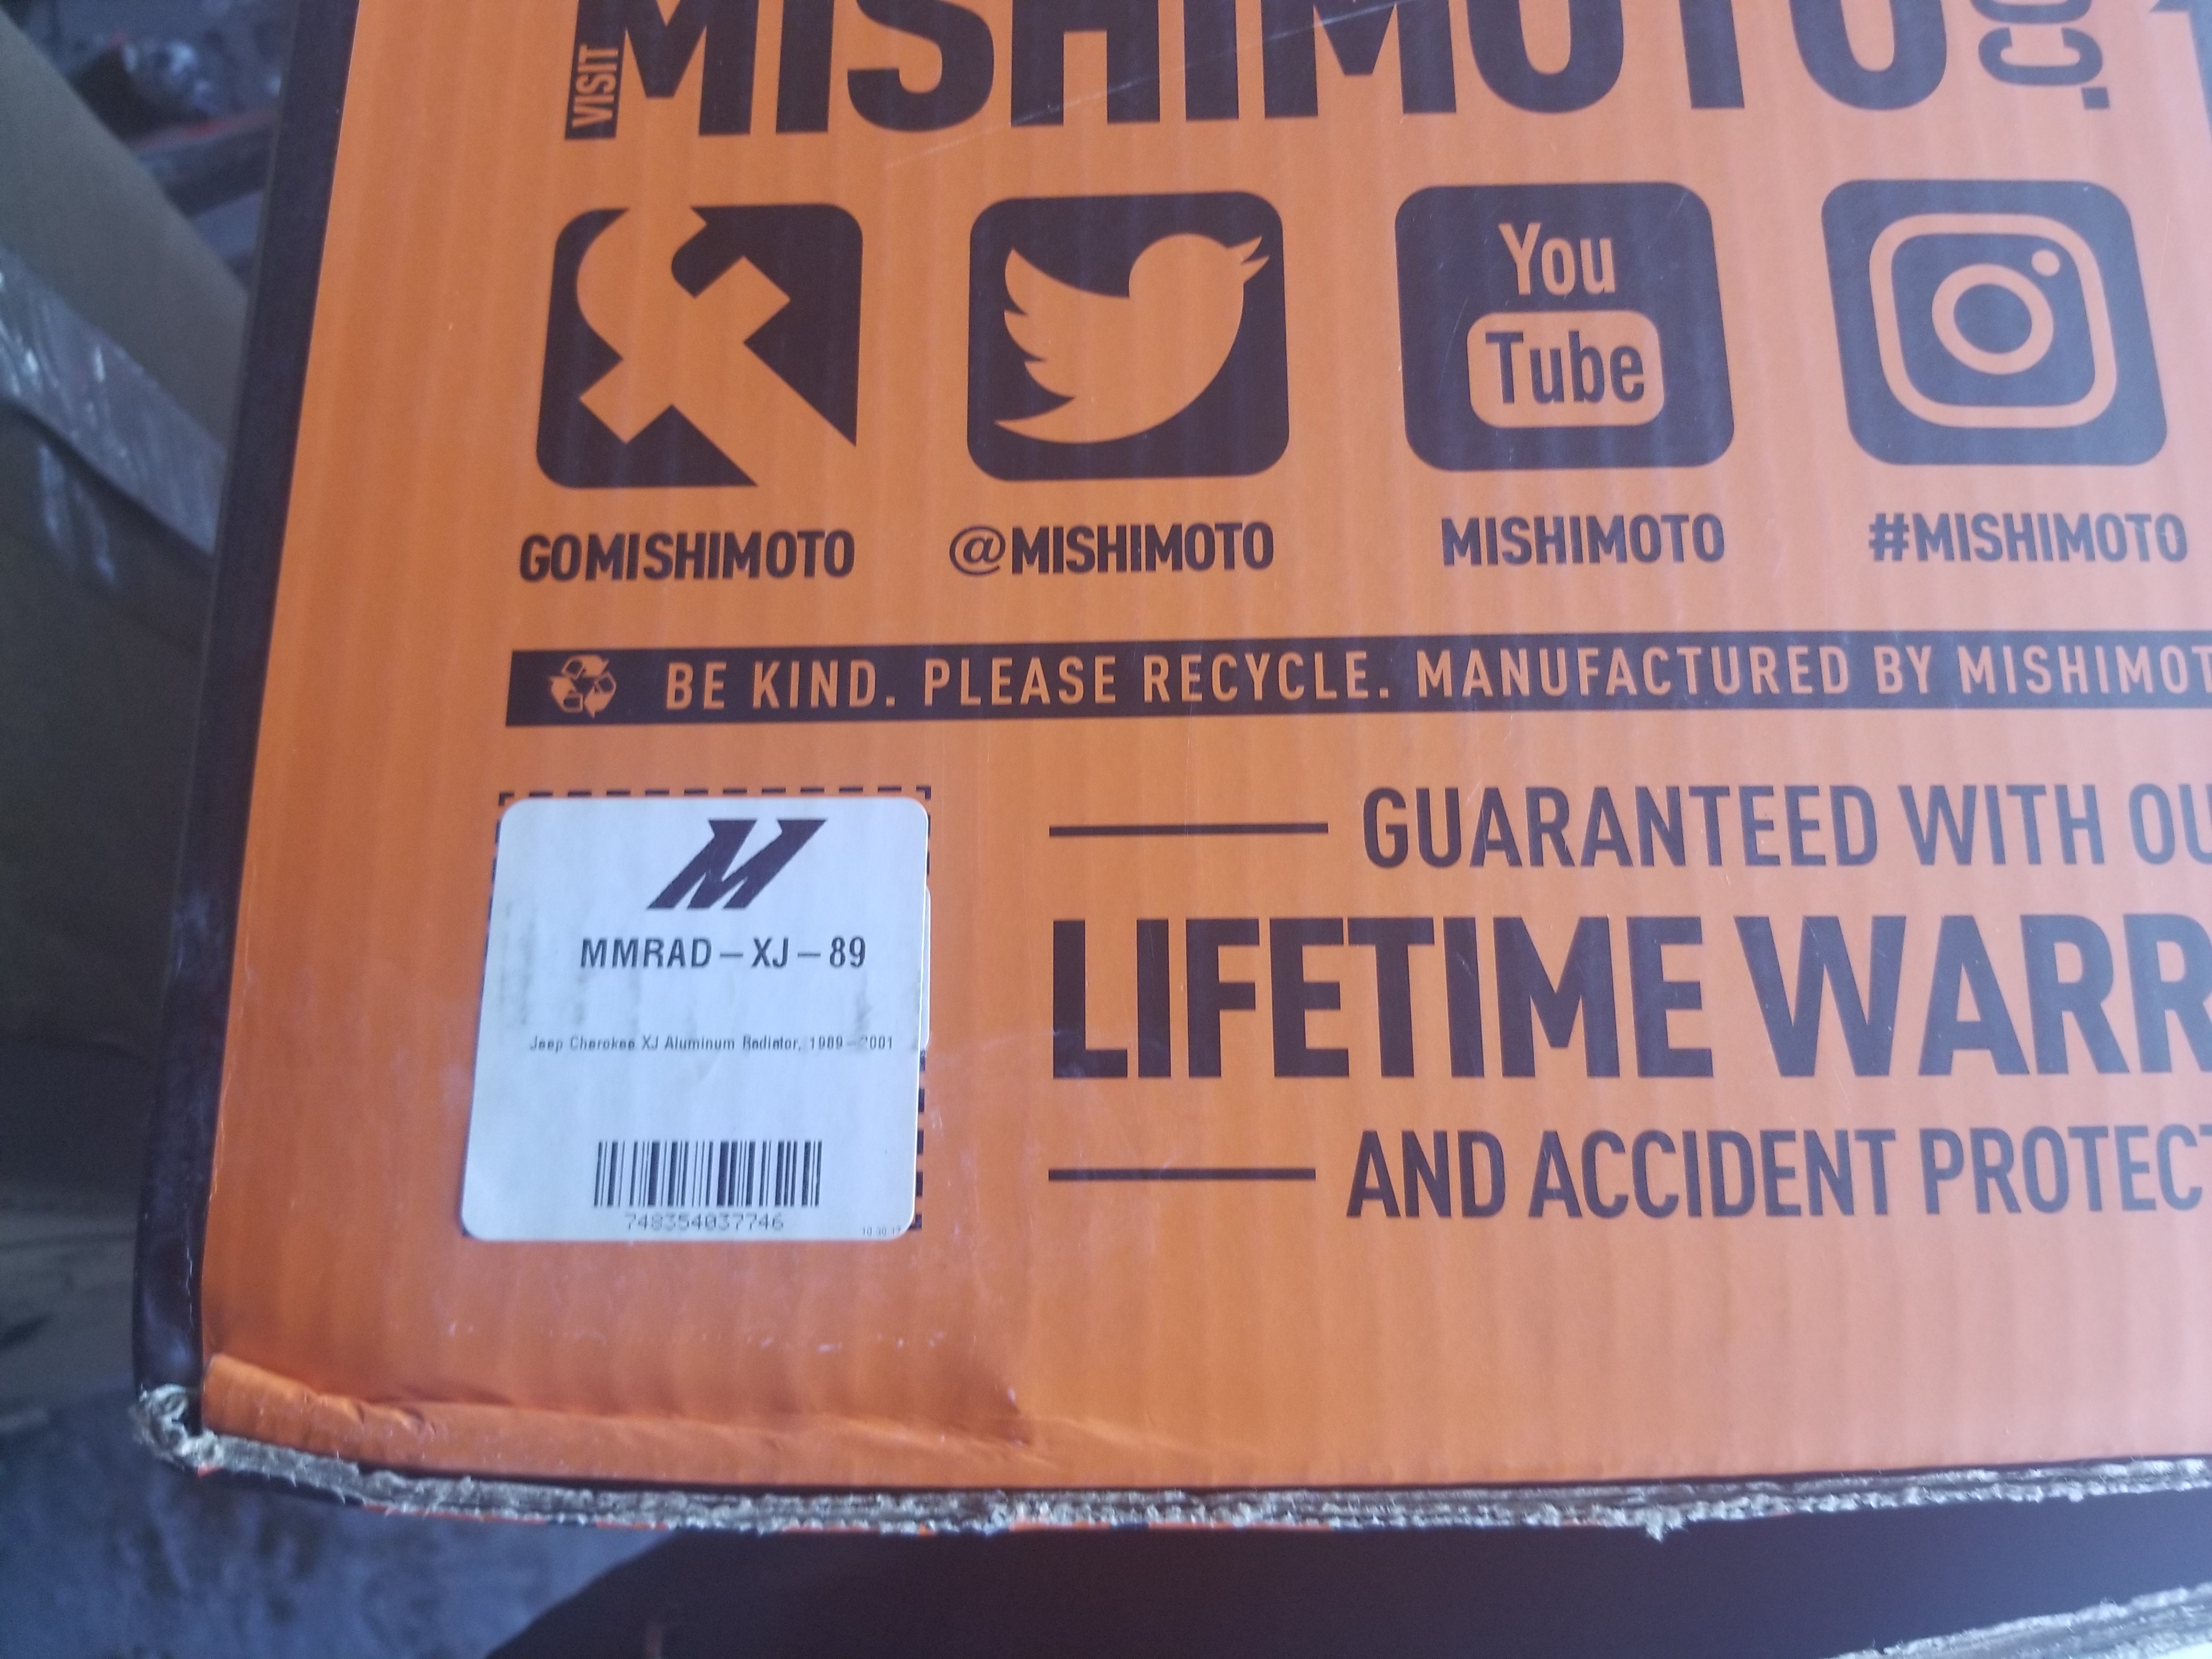 VISIT MISHIMOTO.CO
GOMISHIMOTO
@MISHIMOTO
You
Tube
MISHIMOTO
#MISHIMOTO
BE KIND. PLEASE RECYCLE. MANUFACTURED BY MISHIMOT
GUARANTEED WITH OU
LIFETIME WARR
AND ACCIDENT PROTECT
M
MMRAD-XJ-89
Jeep Cherokee XJ Aluminum Radiator, 1989-2001
748354037746